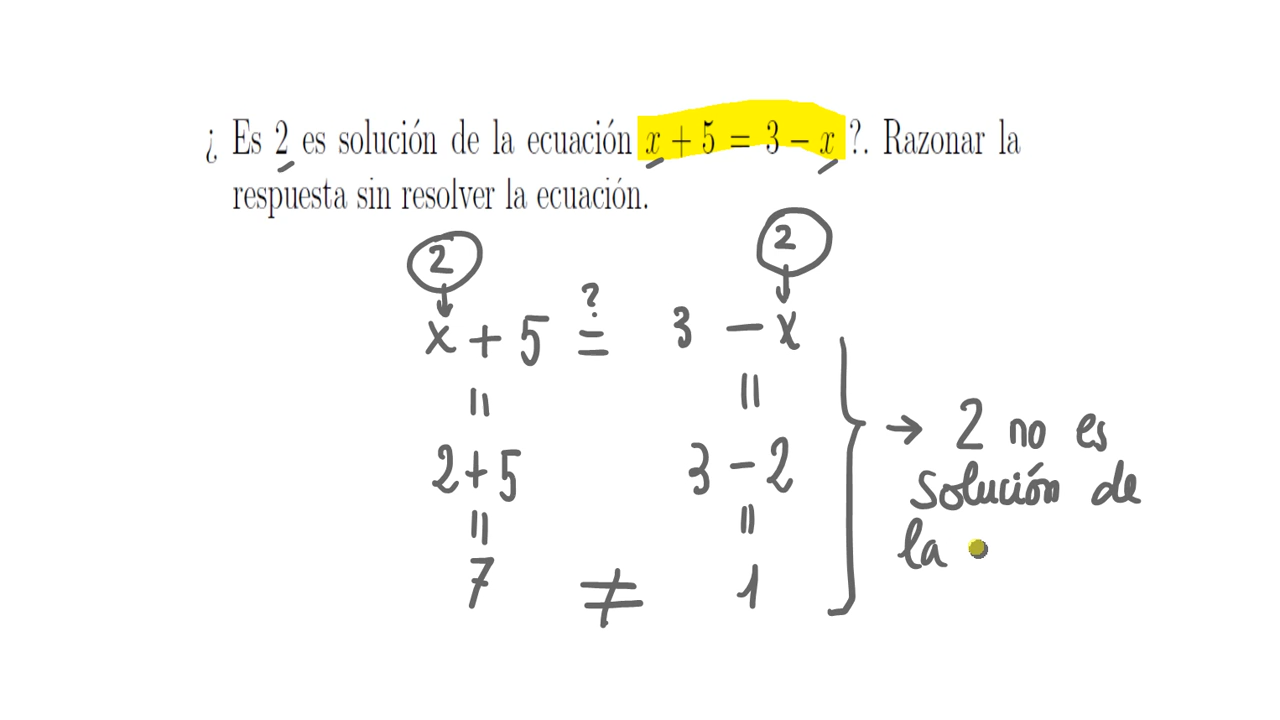 ¿ Es 2 es solución de la ecuación x + 5 = 3 − x ?. Razonar la
respuesta sin resolver la ecuación.
2 2
?
x + 5 = 3 − x
= =
2+5 3 − 2
= =
7 ≠ 1
→ 2 no es
solución de
la